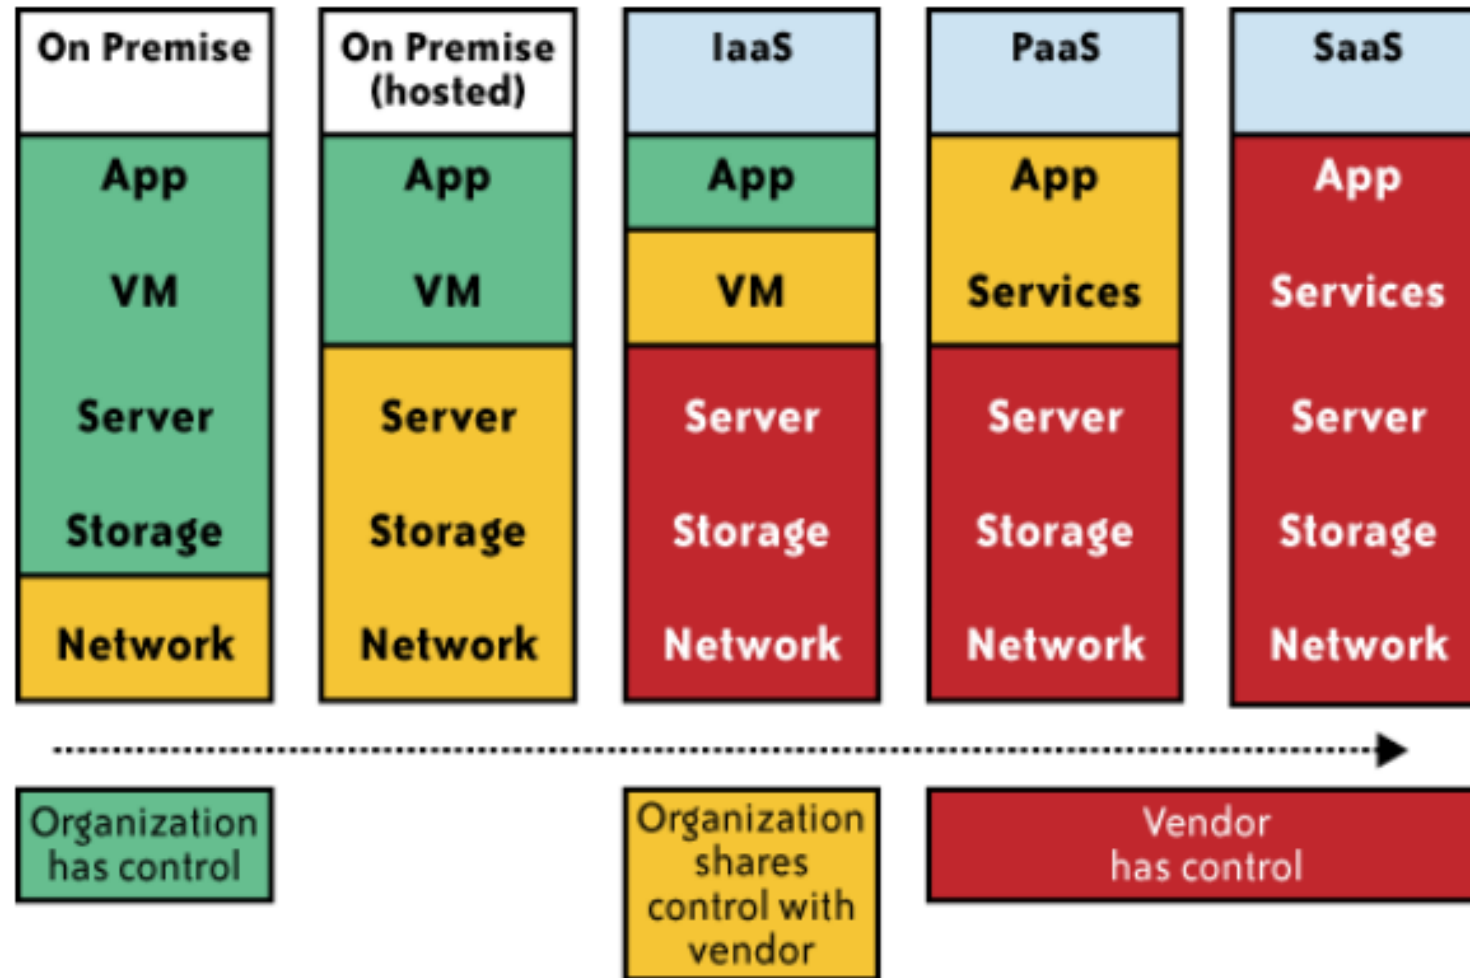 On Premise
On Premise
(hosted)
IaaS
PaaS
SaaS
App
VM
Server
Storage
Network
App
VM
Server
Storage
Network
App
VM
Server
Storage
Network
App
Services
Server
Storage
Network
App
Services
Server
Storage
Network
Organization
has control
Organization
shares
control with
vendor
Vendor
has control